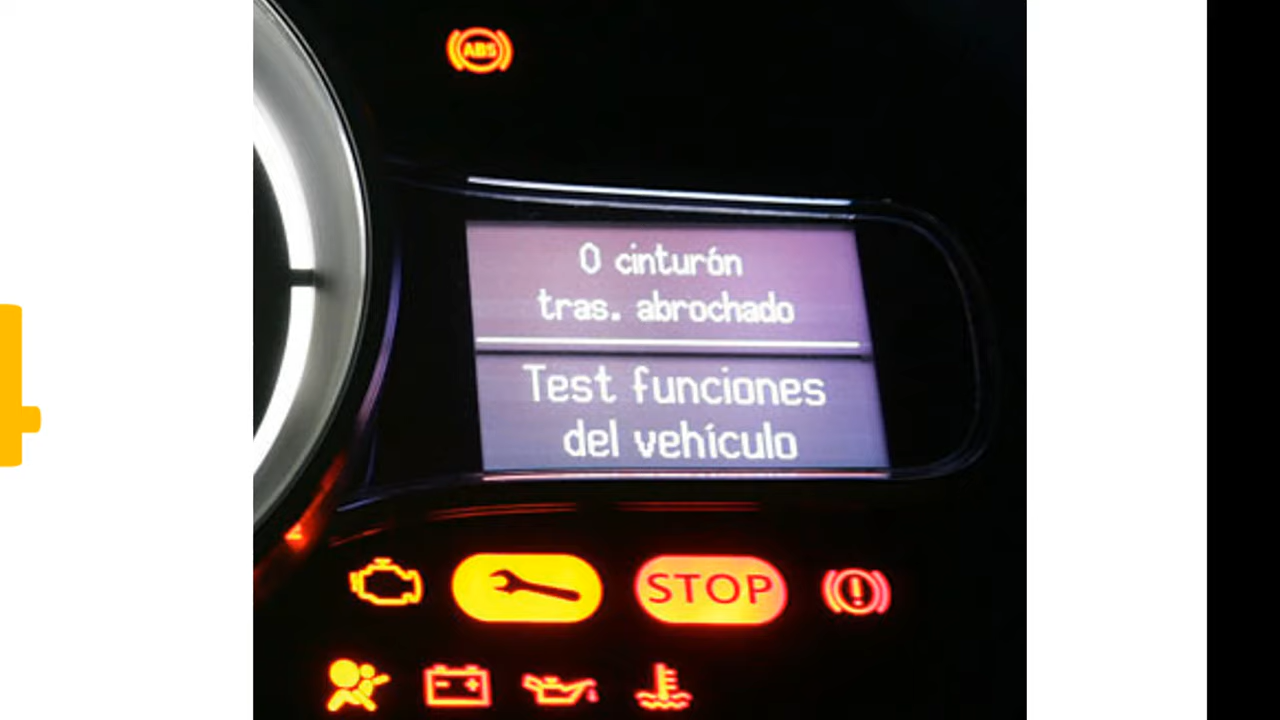 ABS
0 cinturón
tras. abrochado
Test funciones
del vehículo
STOP